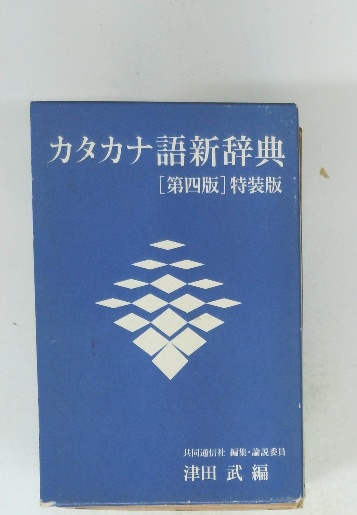 カタカナ語新辞典
[第四版]特装版
共同通信社 編集・論説委員
津田 武 編